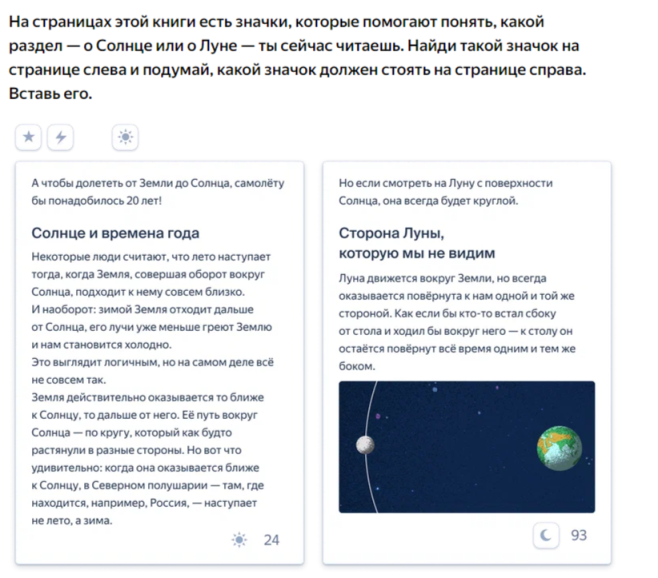 На страницах этой книги есть значки, которые помогают понять, какой
раздел — о Солнце или о Луне — ты сейчас читаешь. Найди такой значок на
странице слева и подумай, какой значок должен стоять на странице справа.
Вставь его.
А чтобы долететь от Земли до Солнца, самолёту
бы понадобилось 20 лет!
Солнце и времена года
Некоторые люди считают, что лето наступает
тогда, когда Земля, совершая оборот вокруг
Солнца, подходит к нему совсем близко.
И наоборот: зимой Земля отходит дальше
от Солнца, его лучи уже меньше греют Землю
и нам становится холодно.
Это выглядит логичным, но на самом деле всё
не совсем так.
Земля действительно оказывается то ближе
к Солнцу, то дальше от него. Её путь вокруг
Солнца — по кругу, который как будто
растянули в разные стороны. Но вот что
удивительно: когда она оказывается ближе
к Солнцу, в Северном полушарии — там, где
находится, например, Россия, — наступает
не лето, а зима.
24
Но если смотреть на Луну с поверхности
Солнца, она всегда будет круглой.
Сторона Луны,
которую мы не видим
Луна движется вокруг Земли, но всегда
оказывается повёрнута к нам одной и той же
стороной. Как если бы кто-то встал сбоку
от стола и ходил бы вокруг него — к столу он
остаётся повёрнут всё время одним и тем же
боком.
93